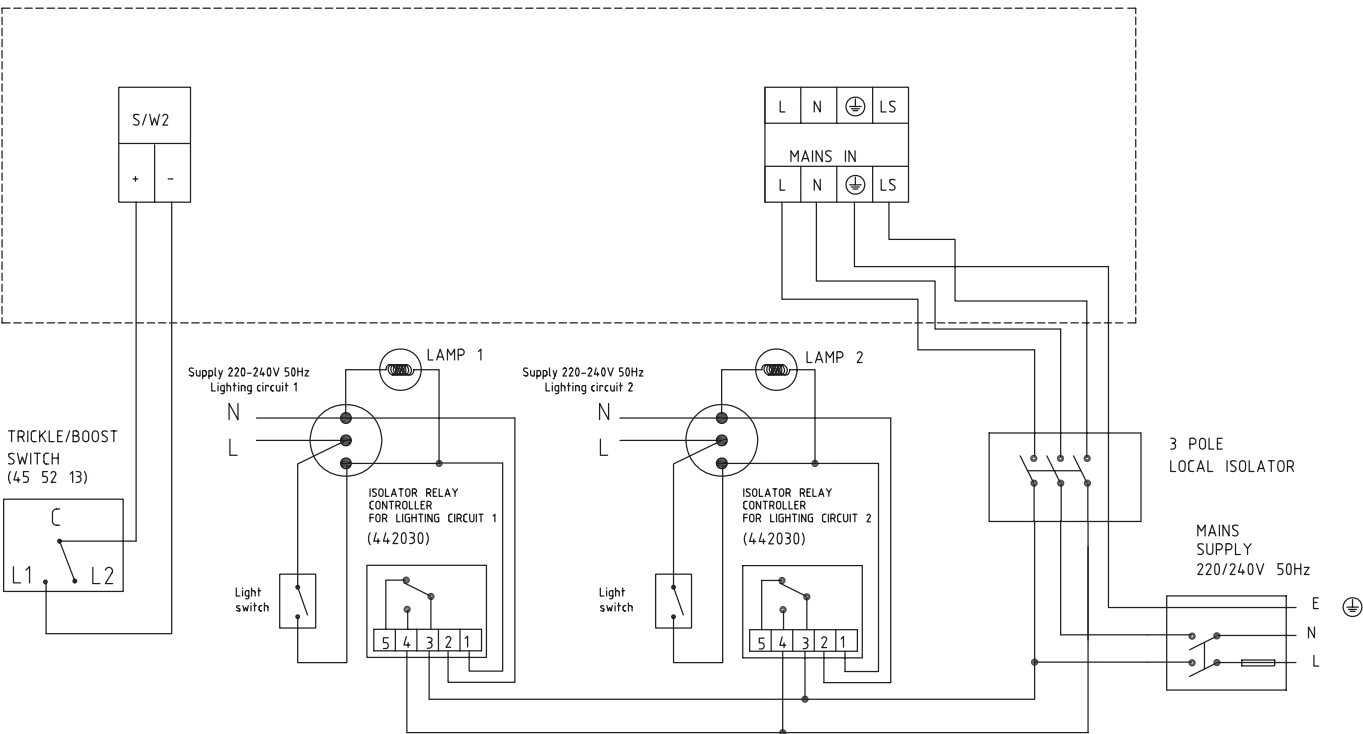 S/W2
+ -
L N LS
MAINS IN
L N LS
LAMP 1
Supply 220-240V 50Hz
Lighting circuit 1
N
L
LAMP 2
Supply 220-240V 50Hz
Lighting circuit 2
N
L
TRICKLE/BOOST
SWITCH
(45 52 13)
C
L1 L2
ISOLATOR RELAY
CONTROLLER
FOR LIGHTING CIRCUIT 1
(442030)
Light
switch
5 4 3 2 1
ISOLATOR RELAY
CONTROLLER
FOR LIGHTING CIRCUIT 2
(442030)
Light
switch
5 4 3 2 1
3 POLE
LOCAL ISOLATOR
MAINS
SUPPLY
220/240V 50Hz
E
N
L